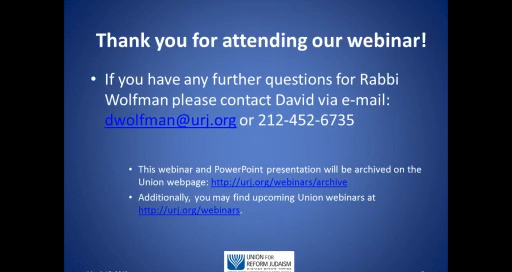 Thank you for attending our webinar!
• If you have any further questions for Rabbi
Wolfman please contact David via e-mail:
dwolfman@urj.org or 212-452-6735
• This webinar and PowerPoint presentation will be archived on the
Union webpage: http://urj.org/webinars/archive
• Additionally, you may find upcoming Union webinars at
http://urj.org/webinars.
UNION FOR
REFORM JUDAISM